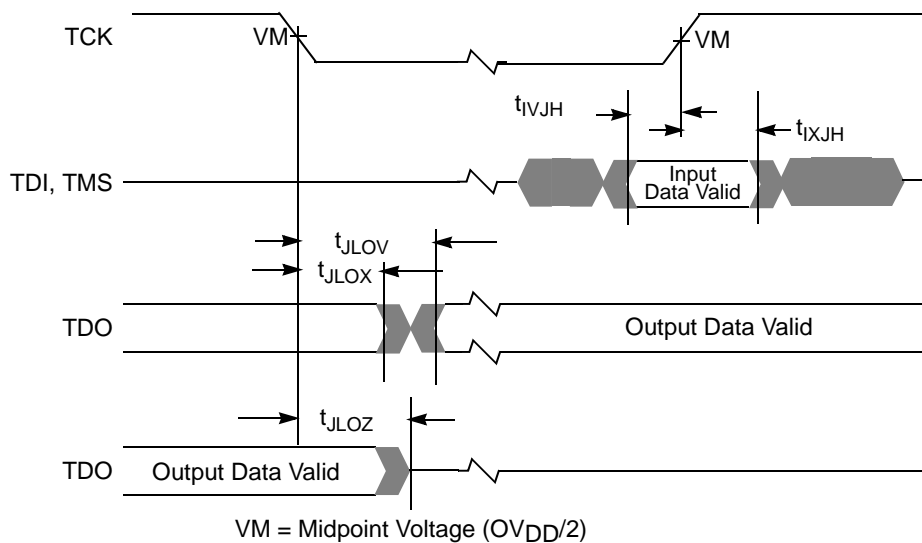 TCK
VM
VM
tIVJH
tIXJH
TDI, TMS
Input
Data Valid
tJLOV
tJLOX
TDO
Output Data Valid
tJLOZ
TDO
Output Data Valid
VM = Midpoint Voltage (OVDD/2)